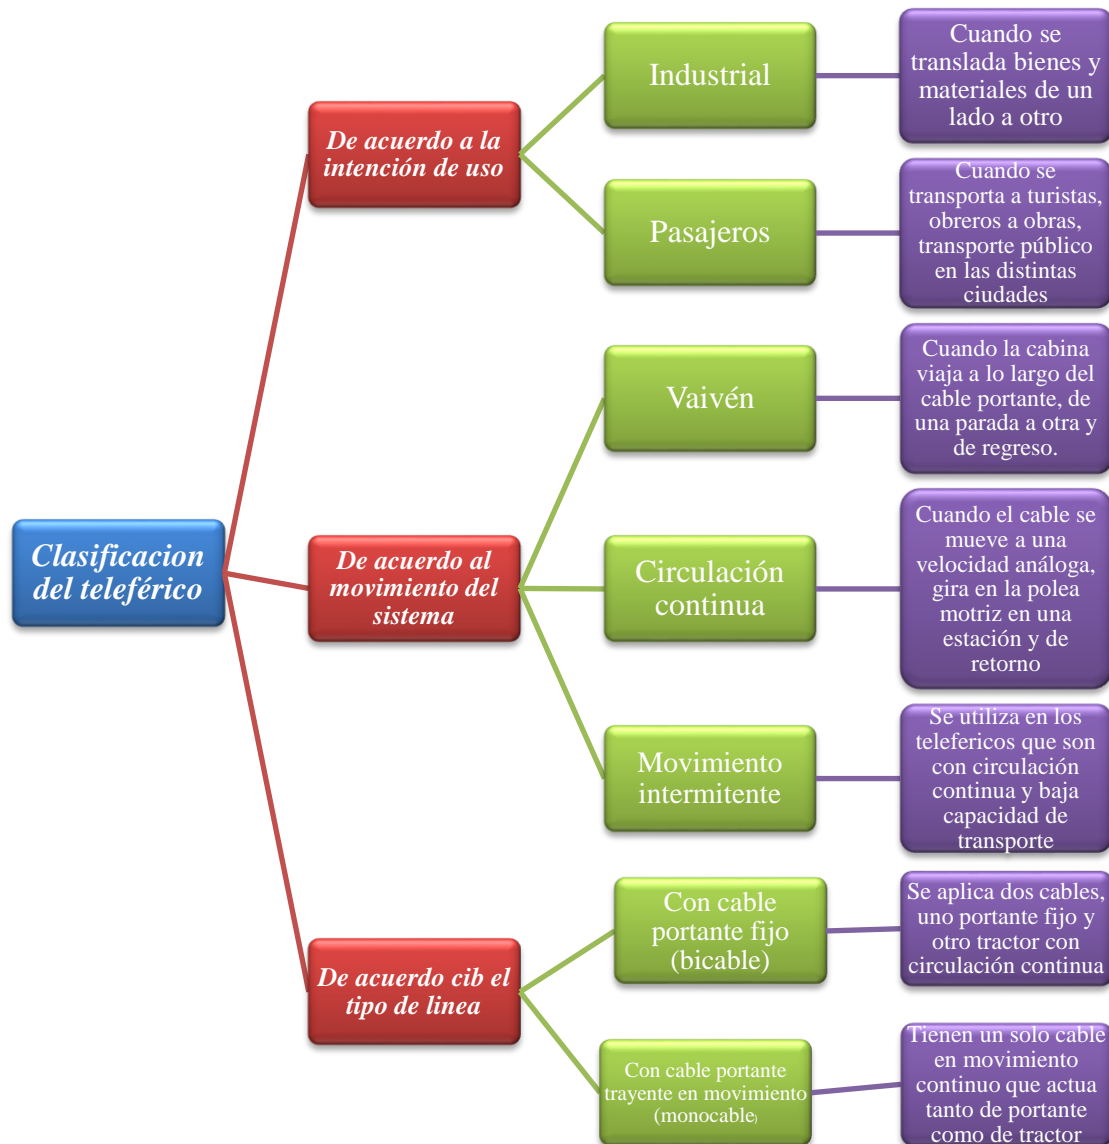 Clasificacion
del teleférico
De acuerdo a la
intención de uso
Industrial
Cuando se
translada bienes y
materiales de un
lado a otro
Pasajeros
Cuando se
transporta a turistas,
obreros a obras,
transporte público
en las distintas
ciudades
De acuerdo al
movimiento del
sistema
Vaivén
Cuando la cabina
viaja a lo largo del
cable portante, de
una parada a otra y
de regreso.
Circulación
continua
Cuando el cable se
mueve a una
velocidad análoga,
gira en la polea
motriz en una
estación y de
retorno
Movimiento
intermitente
Se utiliza en los
telefericos que son
con circulación
continua y baja
capacidad de
transporte
De acuerdo cib el
tipo de linea
Con cable
portante fijo
(bicable)
Se aplica dos cables,
uno portante fijo y
otro tractor con
circulación continua
Con cable portante
trayente en movimiento
(monocable)
Tienen un solo cable
en movimiento
continuo que actua
tanto de portante
como de tractor